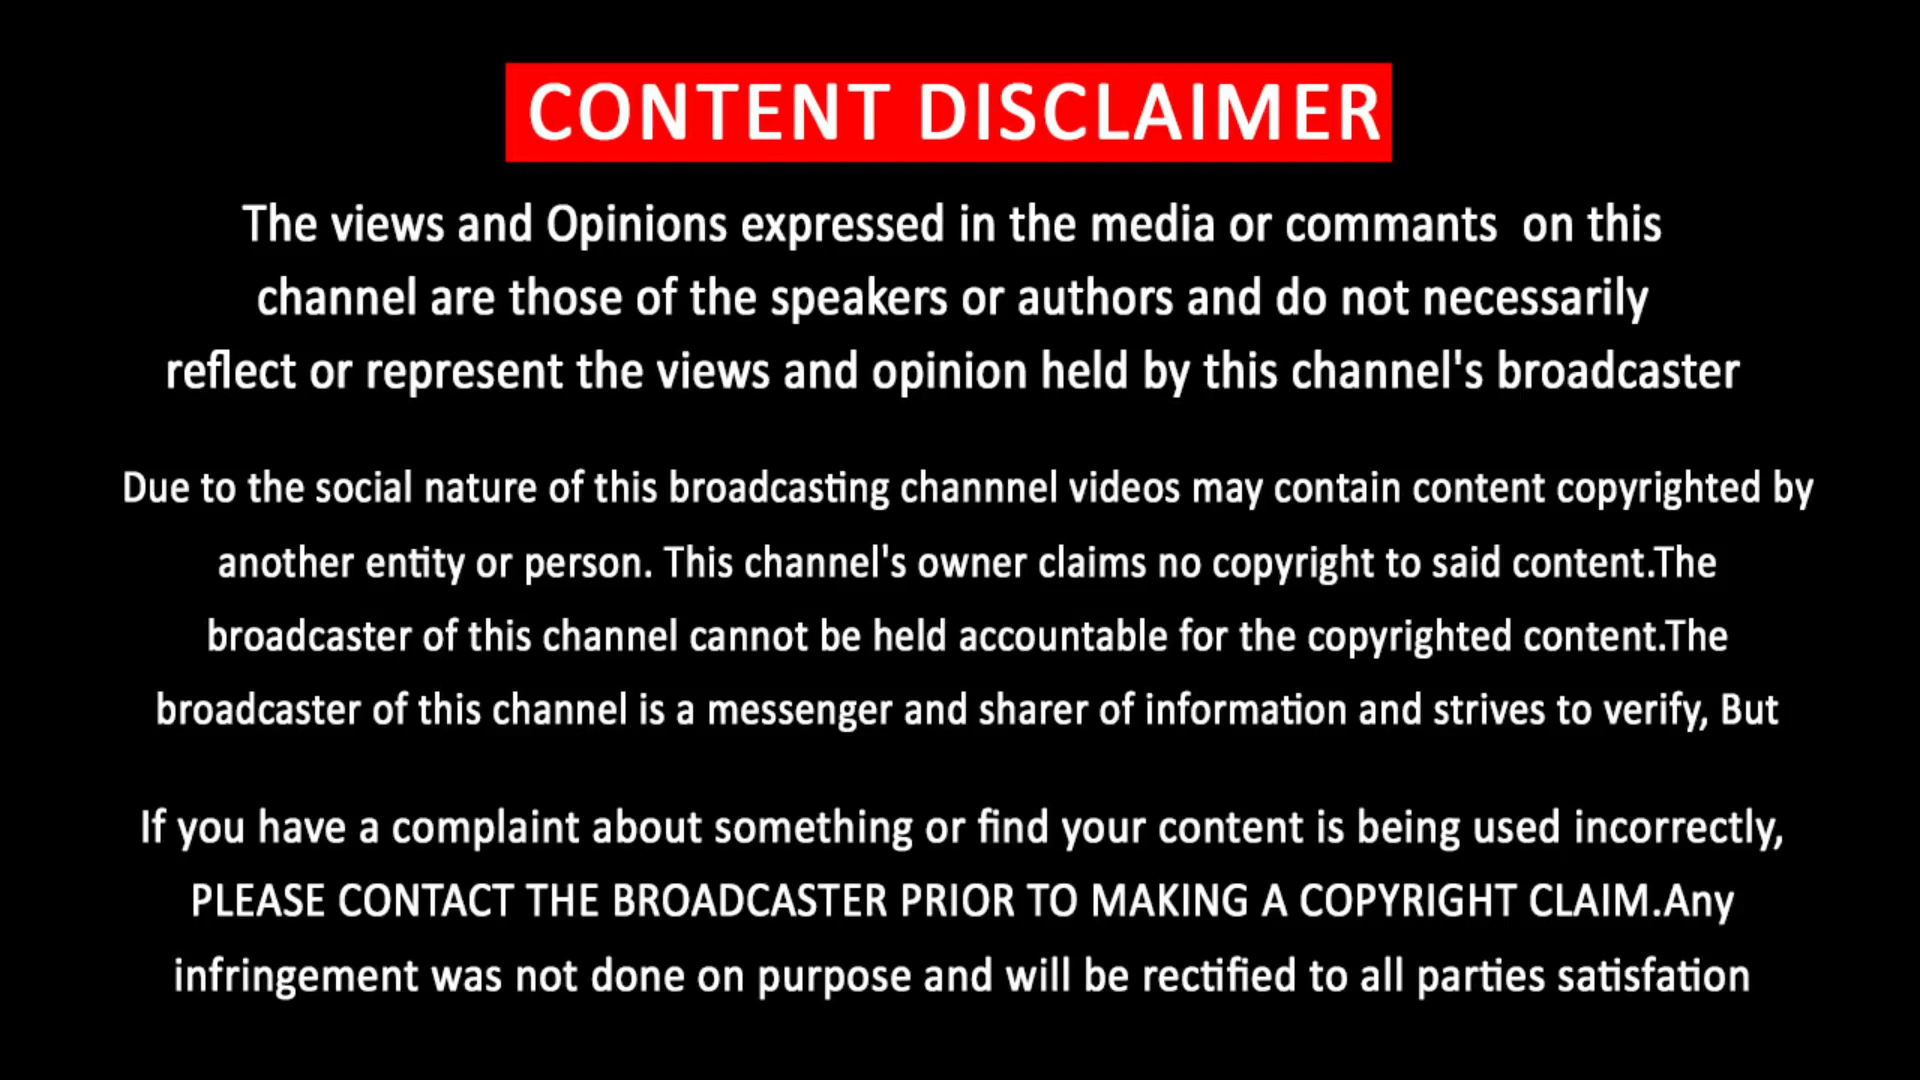 CONTENT DISCLAIMER
The views and Opinions expressed in the media or commants on this
channel are those of the speakers or authors and do not necessarily
reflect or represent the views and opinion held by this channel's broadcaster
Due to the social nature of this broadcasting channnel videos may contain content copyrighted by
another entity or person. This channel's owner claims no copyright to said content.The
broadcaster of this channel cannot be held accountable for the copyrighted content.The
broadcaster of this channel is a messenger and sharer of information and strives to verify, But
If you have a complaint about something or find your content is being used incorrectly,
PLEASE CONTACT THE BROADCASTER PRIOR TO MAKING A COPYRIGHT CLAIM.Any
infringement was not done on purpose and will be rectified to all parties satisfation